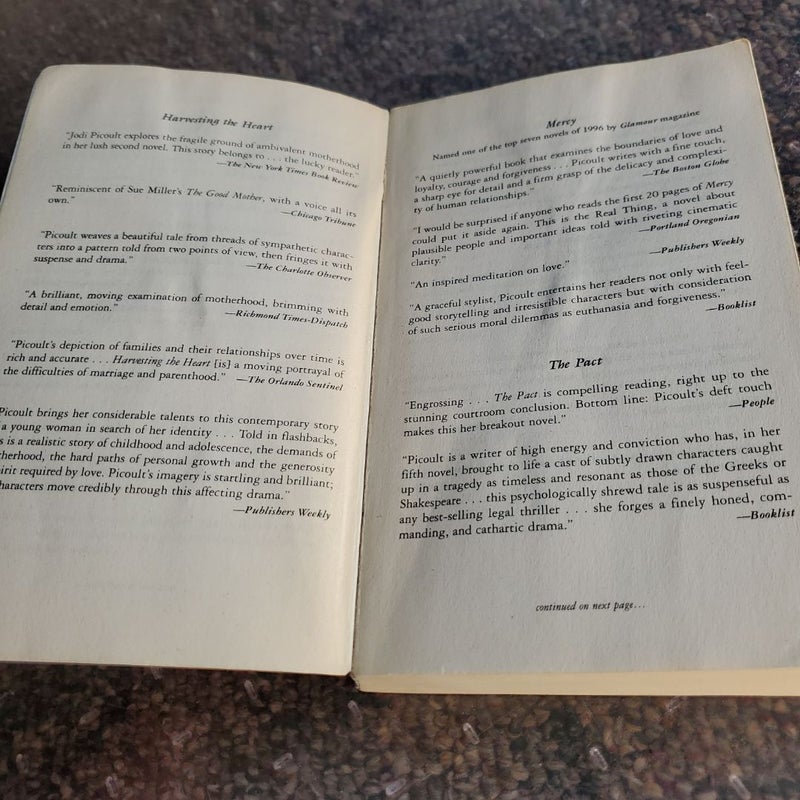 Harvesting the Heart
"Jodi Picoult explores the fragile ground of ambivalent motherhood
in her lush second novel. This story belongs to . . . the lucky reader."
—The New York Times Book Review
"Reminiscent of Sue Miller's The Good Mother, with a voice all its
own."
—Chicago Tribune
"Picoult weaves a beautiful tale from threads of sympathetic charac-
ters into a pattern told from two points of view, then fringes it with
suspense and drama."
—The Charlotte Observer
"A brilliant, moving examination of motherhood, brimming with
detail and emotion."
—Richmond Times-Dispatch
"Picoult's depiction of families and their relationships over time is
rich and accurate . . . Harvesting the Heart [is] a moving portrayal of
the difficulties of marriage and parenthood."
—The Orlando Sentinel
Picoult brings her considerable talents to this contemporary story
a young woman in search of her identity . . . Told in flashbacks,
s is a realistic story of childhood and adolescence, the demands of
therhood, the hard paths of personal growth and the generosity
irit required by love. Picoult's imagery is startling and brilliant;
haracters move credibly through this affecting drama."
—Publishers Weekly
Mercy
Named one of the top seven novels of 1996 by Glamour magazine
"A quietly powerful book that examines the boundaries of love and
loyalty, courage and forgiveness . . . Picoult writes with a fine touch,
a sharp eye for detail and a firm grasp of the delicacy and complexi-
ty of human relationships."
—The Boston Globe
"I would be surprised if anyone who reads the first 20 pages of Mercy
could put it aside again. This is the Real Thing, a novel about
plausible people and important ideas told with riveting cinematic
clarity."
—Portland Oregonian
"An inspired meditation on love."
—Publishers Weekly
"A graceful stylist, Picoult entertains her readers not only with feel-
good storytelling and irresistible characters but with consideration
of such serious moral dilemmas as euthanasia and forgiveness."
—Booklist
The Pact
"Engrossing . . . The Pact is compelling reading, right up to the
stunning courtroom conclusion. Bottom line: Picoult's deft touch
makes this her breakout novel."
—People
"Picoult is a writer of high energy and conviction who has, in her
fifth novel, brought to life a cast of subtly drawn characters caught
up in a tragedy as timeless and resonant as those of the Greeks or
Shakespeare . . . this psychologically shrewd tale is as suspenseful as
any best-selling legal thriller . . . she forges a finely honed, com-
manding, and cathartic drama."
—Booklist
continued on next page...